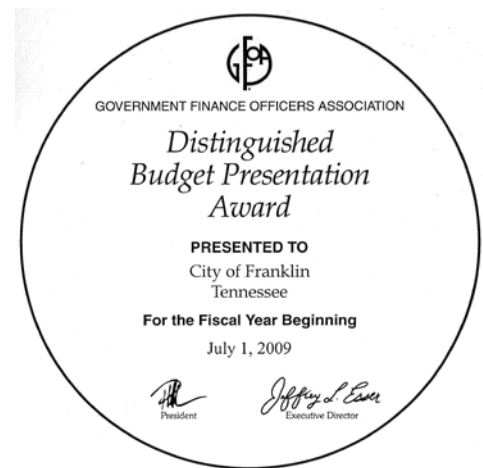 GFOA
GOVERNMENT FINANCE OFFICERS ASSOCIATION
Distinguished
Budget Presentation
Award
PRESENTED TO
City of Franklin
Tennessee
For the Fiscal Year Beginning
July 1, 2009
Jeffrey L. Esser
President
Executive Director